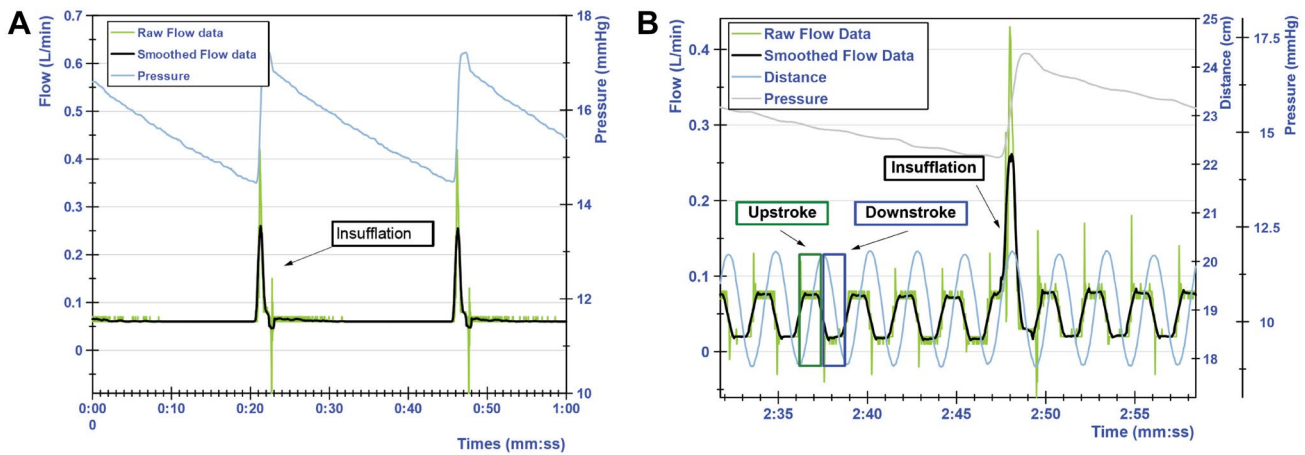 A
Flow (L/min)
0.7
0.6
0.5
0.4
0.3
0.2
0.1
0
Raw Flow data
Smoothed Flow data
Pressure
Insufflation
18
16
14
12
10
Pressure (mmHg)
0:00 0:10 0:20 0:30 0:40 0:50 1:00
0
Times (mm:ss)
B
Flow (L/min)
0.4
0.3
0.2
0.1
0
Raw Flow Data
Smoothed Flow Data
Distance
Pressure
Insufflation
Upstroke
Downstroke
25
24
23
22
21
20
19
18
Distance (cm)
17.5
15
12.5
10
Pressure (mmHg)
2:35 2:40 2:45 2:50 2:55
Time (mm:ss)